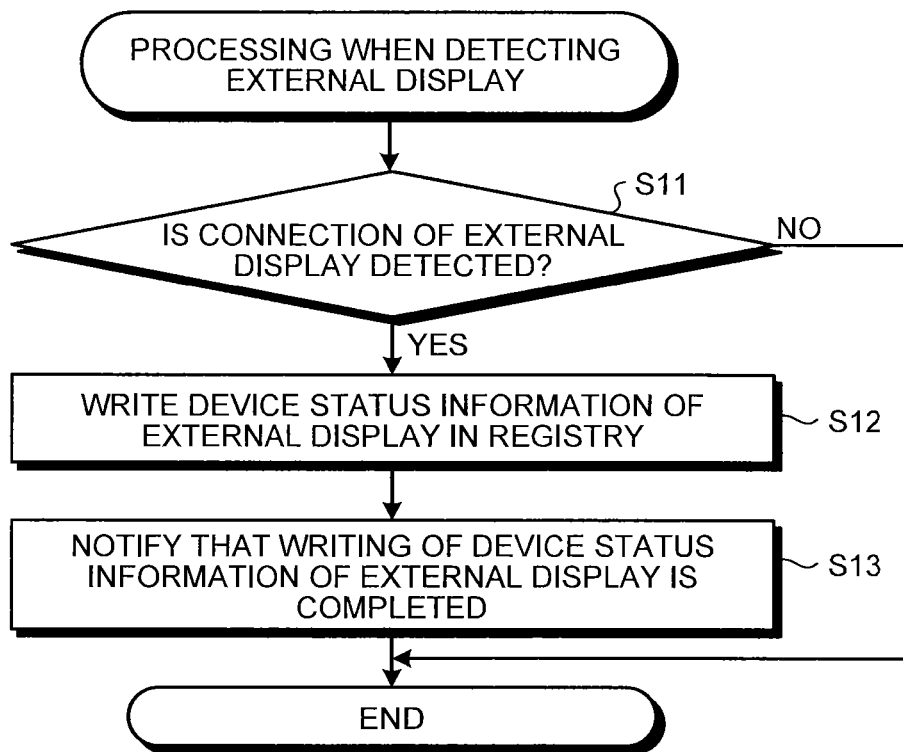 PROCESSING WHEN DETECTING
EXTERNAL DISPLAY
S11
IS CONNECTION OF EXTERNAL
DISPLAY DETECTED?
NO
YES
WRITE DEVICE STATUS INFORMATION OF
EXTERNAL DISPLAY IN REGISTRY
S12
NOTIFY THAT WRITING OF DEVICE STATUS
INFORMATION OF EXTERNAL DISPLAY IS
COMPLETED
S13
END